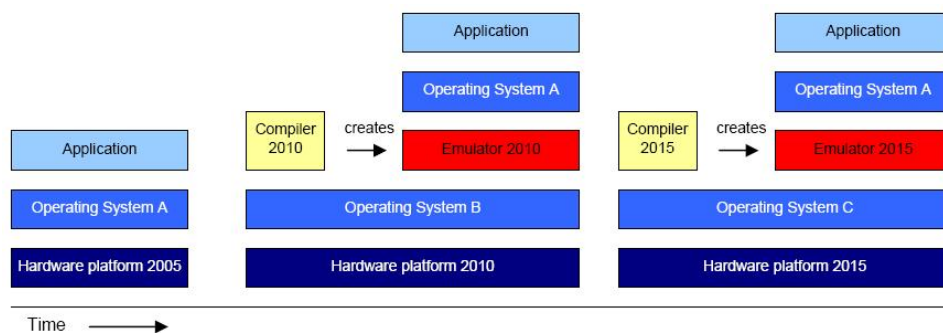 Application
Operating System A
Hardware platform 2005
Application
Operating System A
Compiler
2010
creates
Emulator 2010
Operating System B
Hardware platform 2010
Application
Operating System A
Compiler
2015
creates
Emulator 2015
Operating System C
Hardware platform 2015
Time